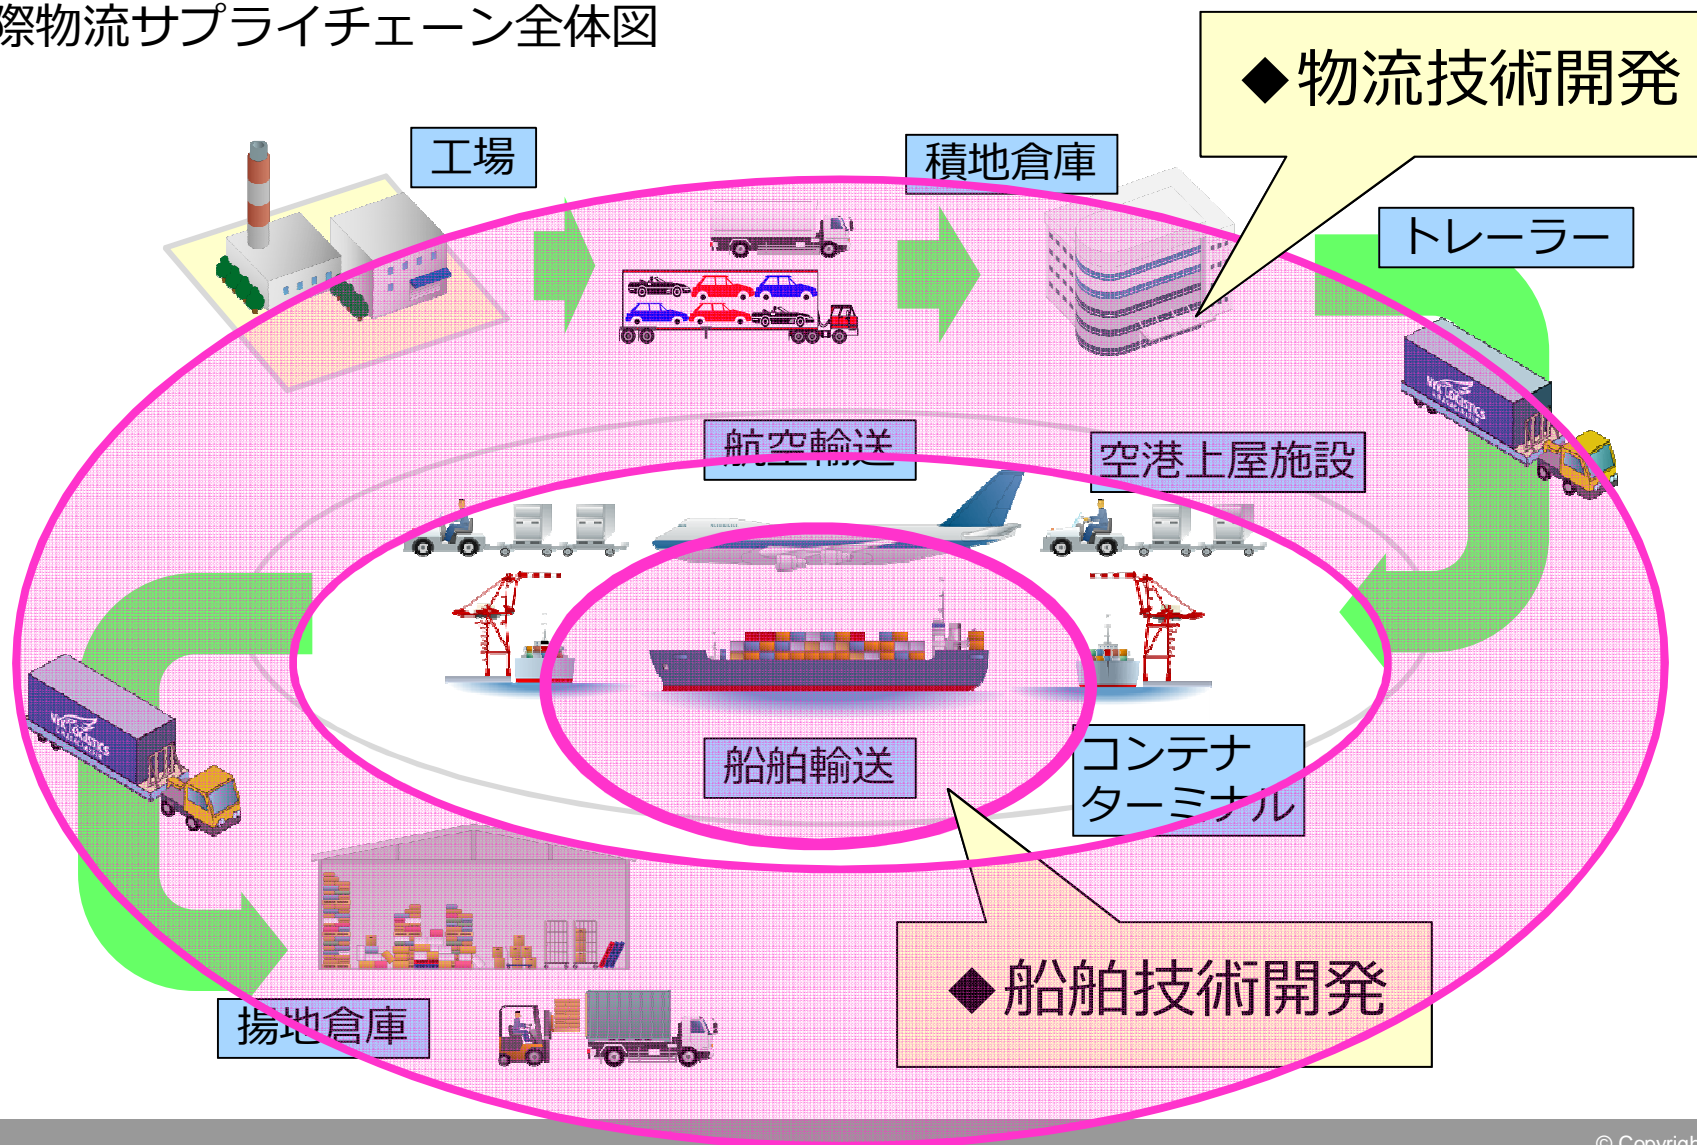 際物流サプライチェーン全体図
◆物流技術開発
工場
積地倉庫
トレーラー
航空輸送
空港上屋施設
船舶輸送
コンテナ
ターミナル
◆船舶技術開発
揚地倉庫
© Copyrigh